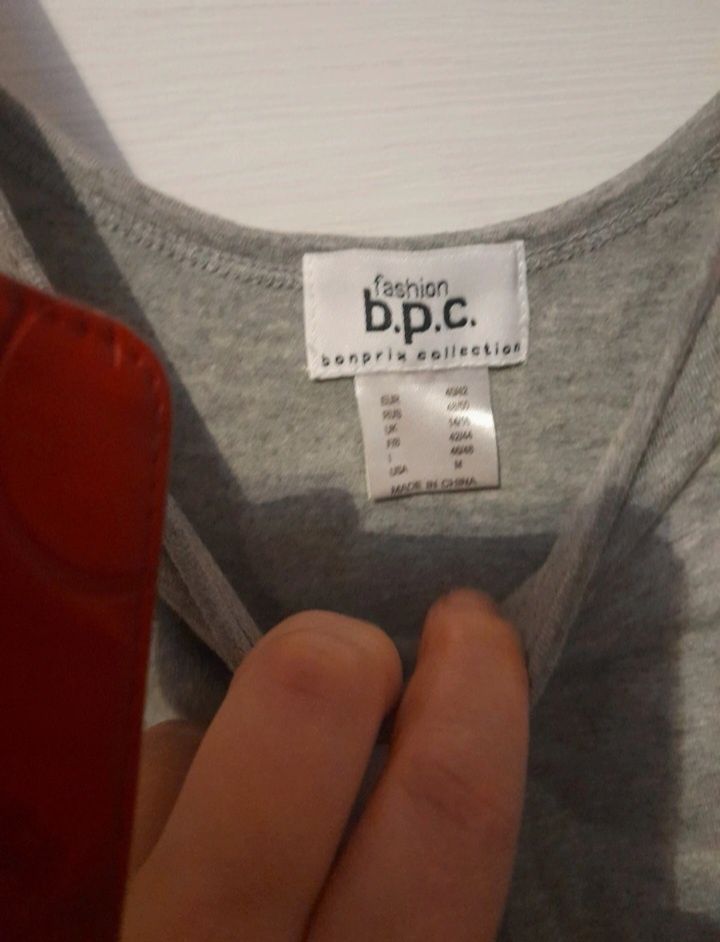 fashion
b.p.c.
bonprix collection
EUR 40/42
RUS 48/50
UK 14/16
FR 42/44
I 46/48
USA M
MADE IN CHINA